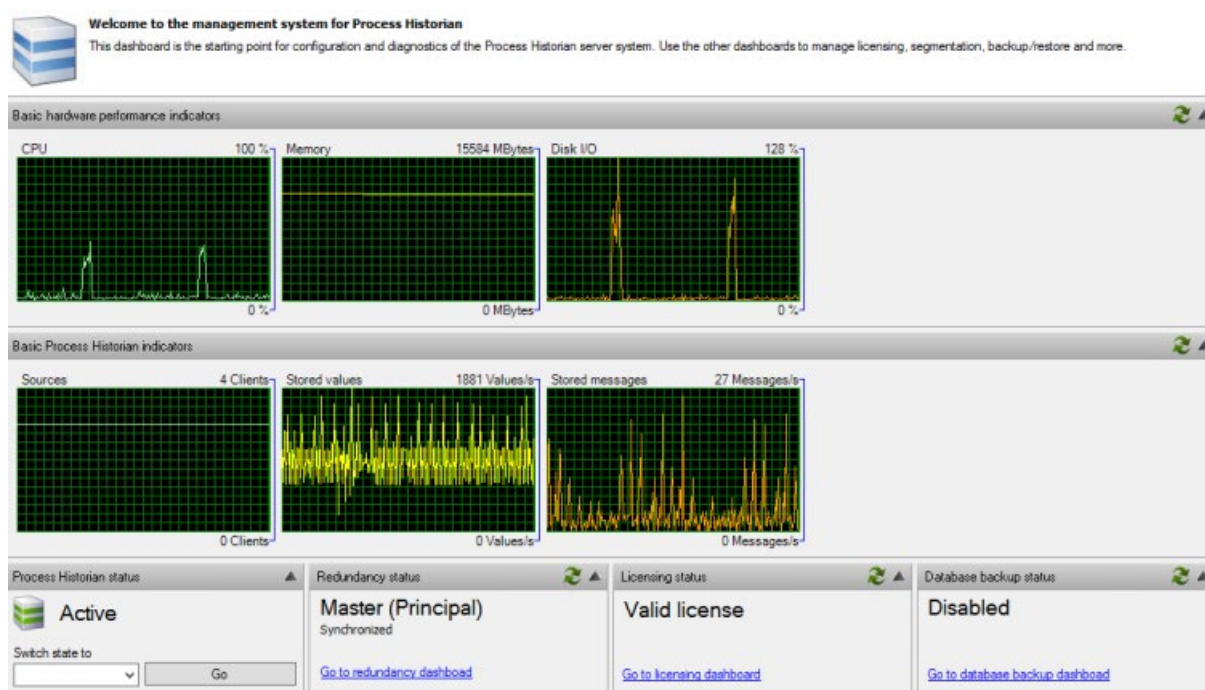 Welcome to the management system for Process Historian
This dashboard is the starting point for configuration and diagnostics of the Process Historian server system. Use the other dashboards to manage licensing, segmentation, backup/restore and more.
Basic hardware performance indicators
CPU 100 %
0 %
Memory 15584 MBytes
0 MBytes
Disk I/O 128 %
0 %
Basic Process Historian indicators
Sources 4 Clients
0 Clients
Stored values 1881 Values/s
0 Values/s
Stored messages 27 Messages/s
0 Messages/s
Process Historian status
Active
Switch state to
Go
Redundancy status
Master (Principal)
Synchronized
Go to redundancy dashboad
Licensing status
Valid license
Go to licensing dashboard
Database backup status
Disabled
Go to database backup dashboad